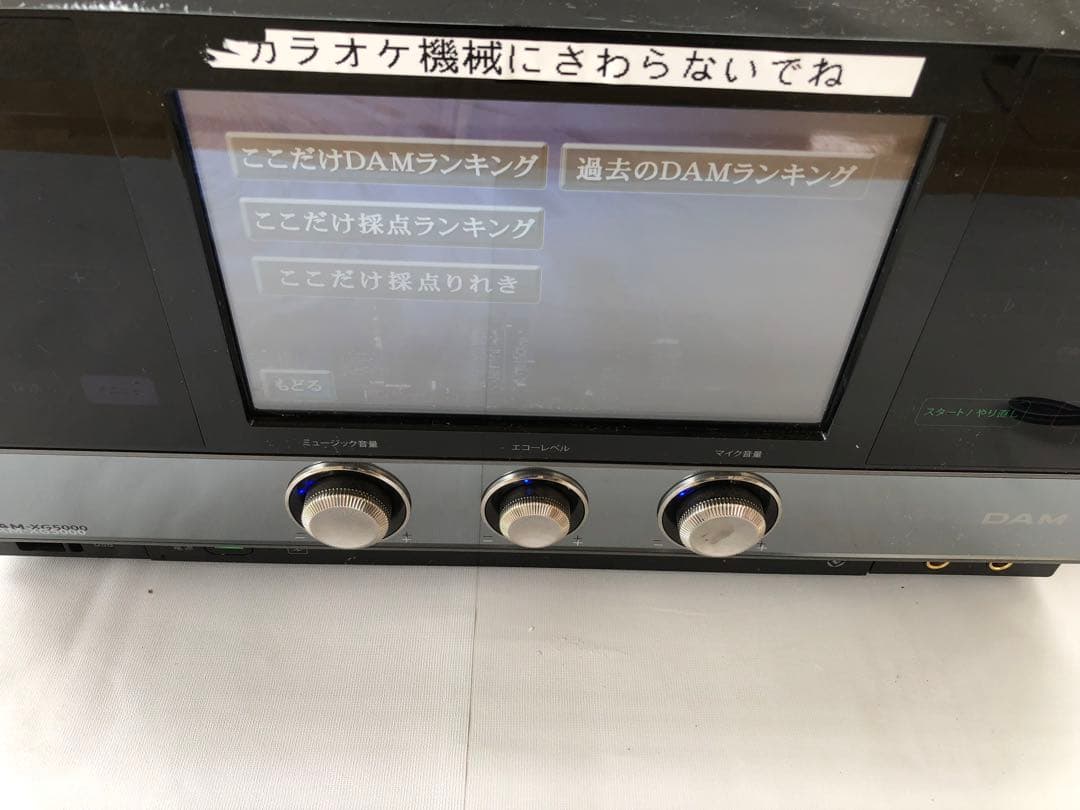 カラオケ機械にさわらないでね
ここだけDAMランキング
過去のDAMランキング
ここだけ採点ランキング
ここだけ採点りれき
もどる
スタート/やり直し
ミュージック音量
エコーレベル
マイク音量
AM-XG5000
DAM